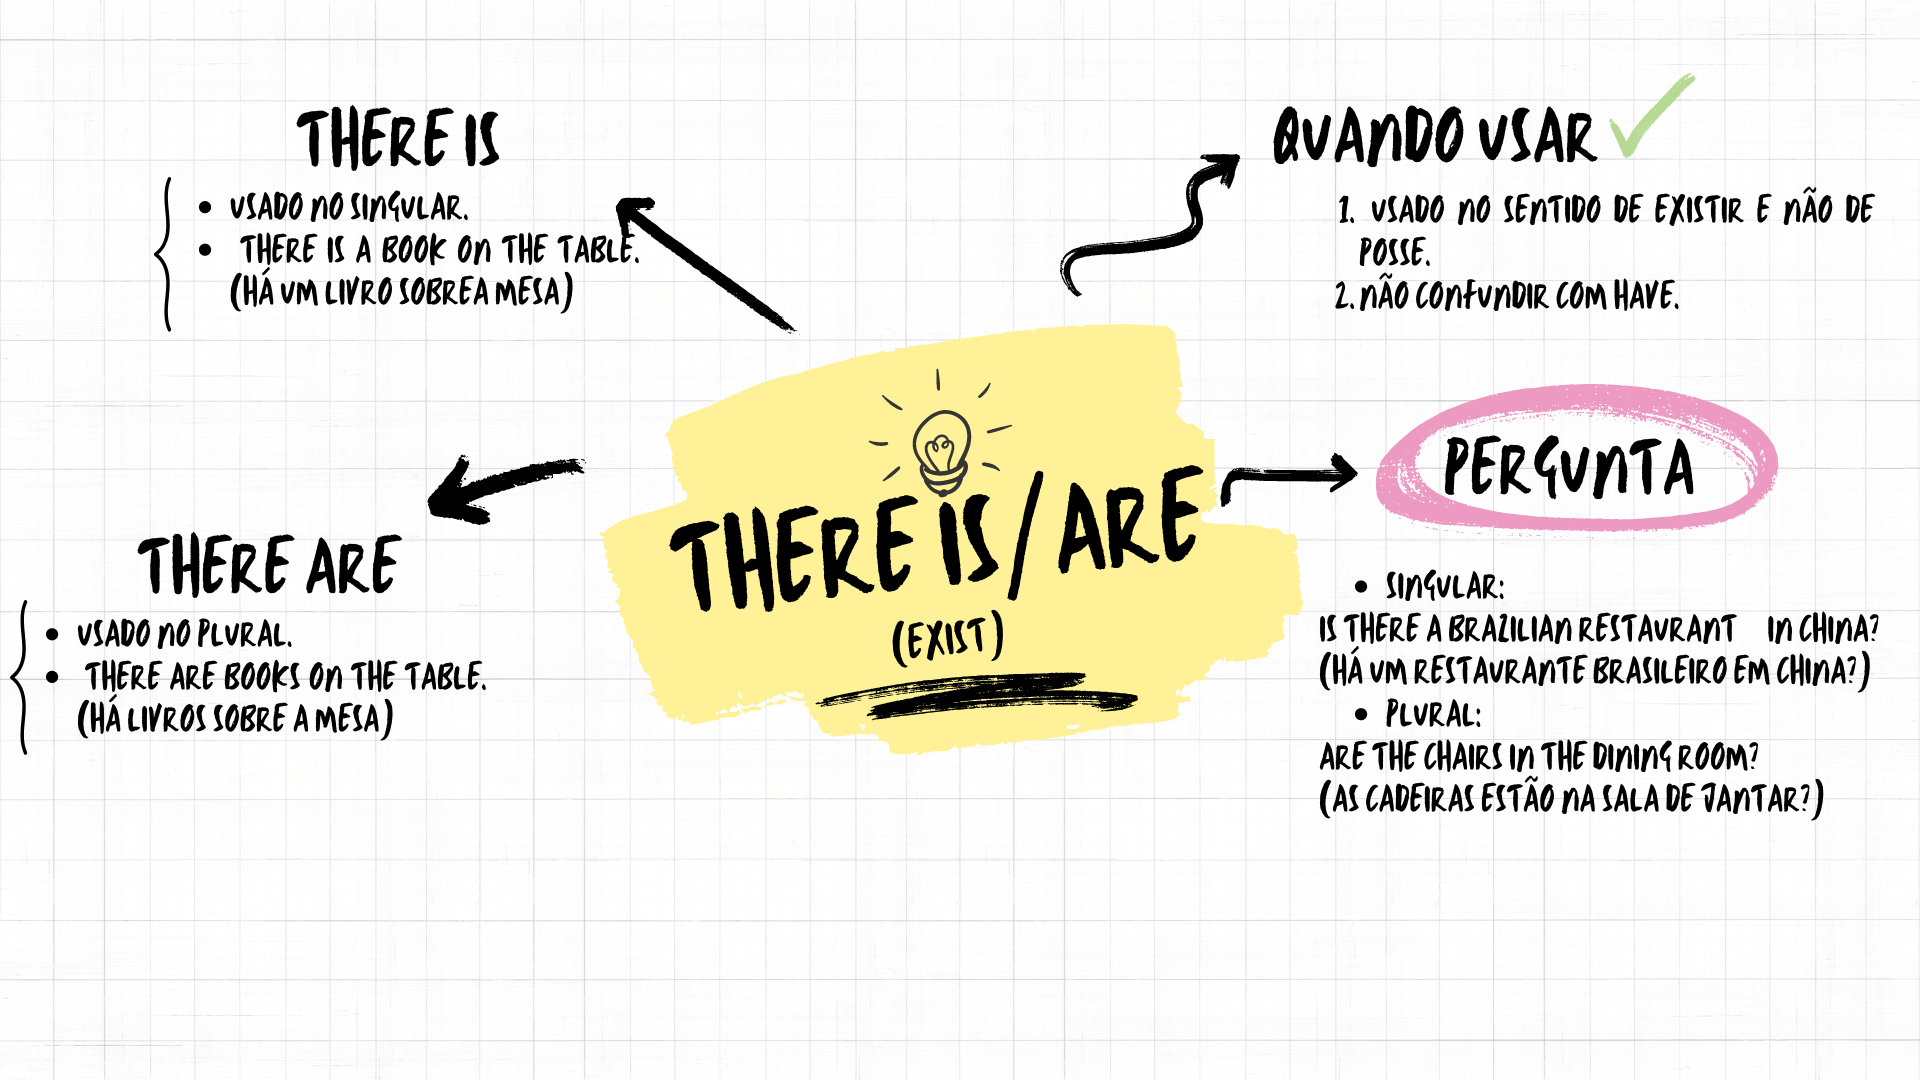 THERE IS
USADO NO SINGULAR.
THERE IS A BOOK ON THE TABLE.
(HÁ UM LIVRO SOBREA MESA)
QUANDO USAR
1. USADO NO SENTIDO DE EXISTIR E NÃO DE
POSSE.
2. NÃO CONFUNDIR COM HAVE.
THERE IS/ARE
(EXIST)
THERE ARE
USADO NO PLURAL.
THERE ARE BOOKS ON THE TABLE.
(HÁ LIVROS SOBRE A MESA)
PERGUNTA
SINGULAR:
IS THERE A BRAZILIAN RESTAURANT IN CHINA?
(HÁ UM RESTAURANTE BRASILEIRO EM CHINA?)
PLURAL:
ARE THE CHAIRS IN THE DINING ROOM?
(AS CADEIRAS ESTÃO NA SALA DE JANTAR?)